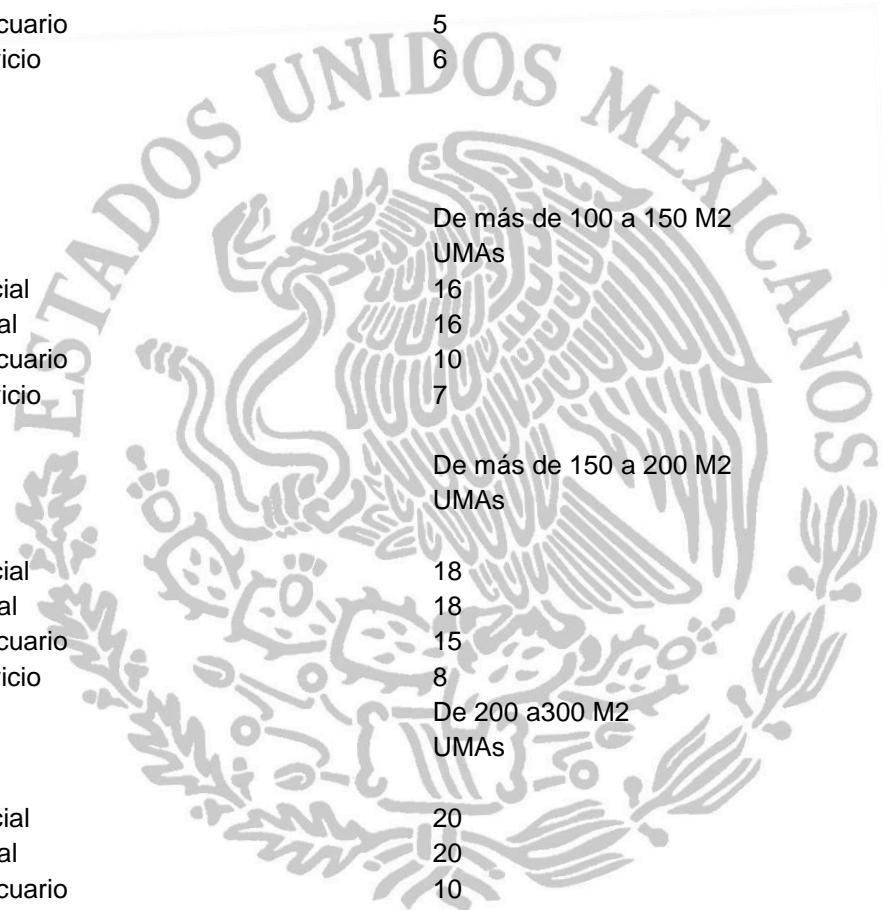 cuario 5
icio 6
ESTADOS UNIDOS MEXICANOS
De más de 100 a 150 M2
UMAs
cial 16
al 16
cuario 10
icio 7
De más de 150 a 200 M2
UMAs
cial 18
al 18
cuario 15
icio 8
De 200 a300 M2
UMAs
cial 20
al 20
cuario 10